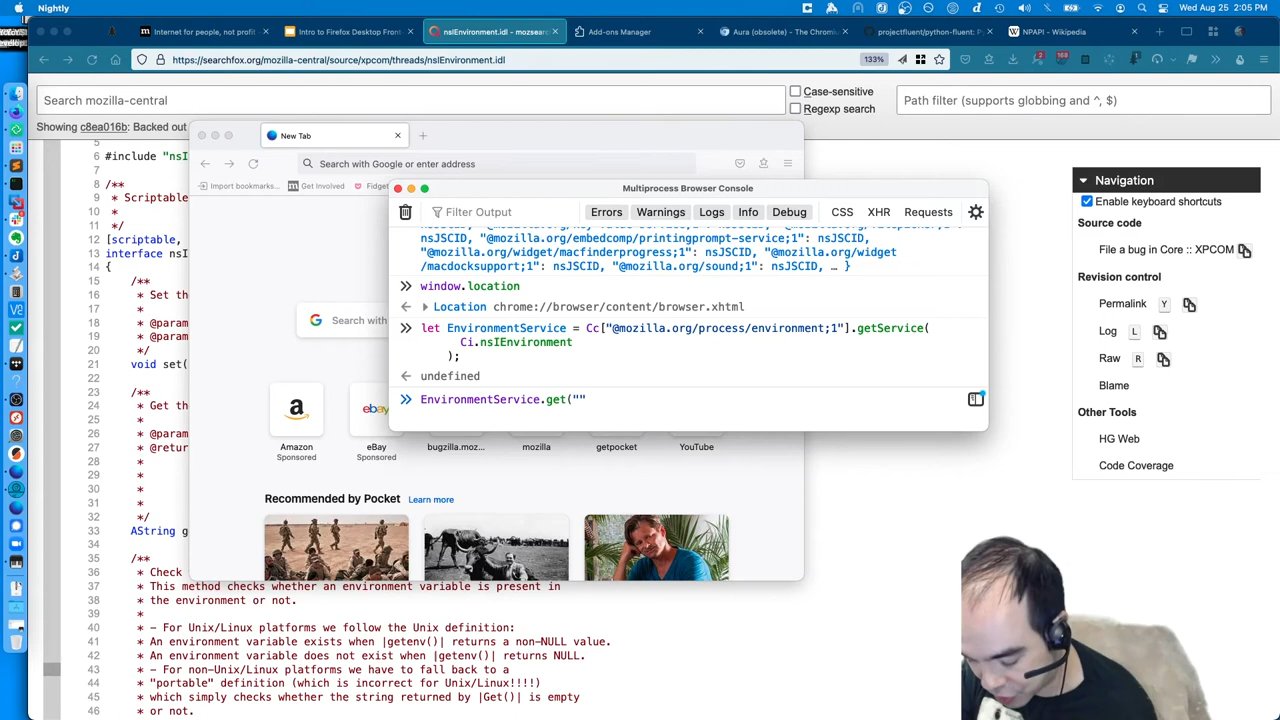 Firefox
Nightly
Wed Aug 25 1:05 PM
Internet for people, not profit
Intro to Firefox Desktop Front-
nsIEnvironment.idl - mozsearch
Add-ons Manager
Aura (obsolete) - The Chromiu
projectfluent/python-fluent: P
NPAPI - Wikipedia
https://searchfox.org/mozilla-central/source/xpcom/threads/nsIEnvironment.idl
133%
Search mozilla-central
Case-sensitive
Regexp search
Path filter (supports globbing and ^, $)
Showing c8ea016b: Backed out
5
6 #include "nsI
7
8 /**
9 * Scriptable
10 *
11 */
12 [scriptable,
13 interface nsI
14 {
15 /**
16 * Set th
17 *
18 * @param
19 * @param
20 */
21 void set(
22
23 /**
24 * Get th
25 *
26 * @param
27 * @retur
28 *
29 *
30 *
31 *
32 */
33 AString g
35 /**
36 * Check
37 * This method checks whether an environment variable is present in
38 * the environment or not.
39 *
40 * - For Unix/Linux platforms we follow the Unix definition:
41 * An environment variable exists when |getenv()| returns a non-NULL value.
42 * An environment variable does not exist when |getenv()| returns NULL.
43 * - For non-Unix/Linux platforms we have to fall back to a
44 * "portable" definition (which is incorrect for Unix/Linux!!!!)
45 * which simply checks whether the string returned by |Get()| is empty
46 * or not.
New Tab
Search with Google or enter address
Import bookmarks...
Get Involved
Fidget
Search with
Amazon
Sponsored
eBay
Sponsored
bugzilla.moz...
mozilla
getpocket
YouTube
Recommended by Pocket
Learn more
Multiprocess Browser Console
Filter Output
Errors
Warnings
Logs
Info
Debug
CSS
XHR
Requests
nsJSCID, "@mozilla.org/embedcomp/printingprompt-service;1": nsJSCID,
"@mozilla.org/widget/macfinderprogress;1": nsJSCID, "@mozilla.org/widget
/macdocksupport;1": nsJSCID, "@mozilla.org/sound;1": nsJSCID, … }
window.location
Location chrome://browser/content/browser.xhtml
let EnvironmentService = Cc["@mozilla.org/process/environment;1"].getService(
Ci.nsIEnvironment
);
undefined
EnvironmentService.get(""
Navigation
Enable keyboard shortcuts
Source code
File a bug in Core :: XPCOM
Revision control
Permalink Y
Log L
Raw R
Blame
Other Tools
HG Web
Code Coverage